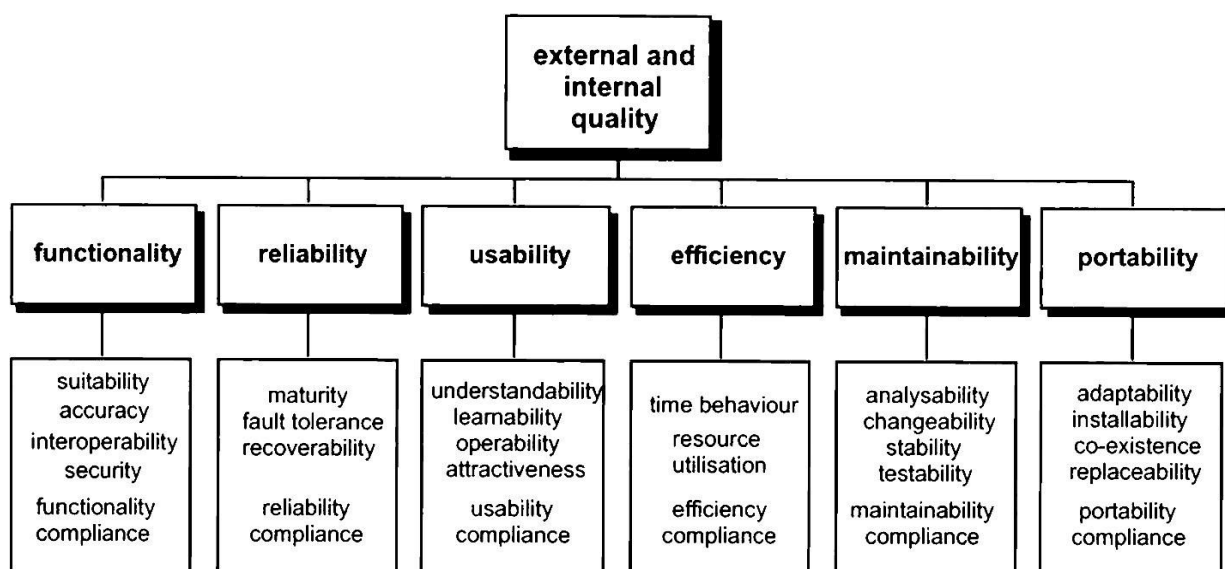 external and
internal
quality
functionality
reliability
usability
efficiency
maintainability
portability
suitability
accuracy
interoperability
security
functionality
compliance
maturity
fault tolerance
recoverability
reliability
compliance
understandability
learnability
operability
attractiveness
usability
compliance
time behaviour
resource
utilisation
efficiency
compliance
analysability
changeability
stability
testability
maintainability
compliance
adaptability
installability
co-existence
replaceability
portability
compliance